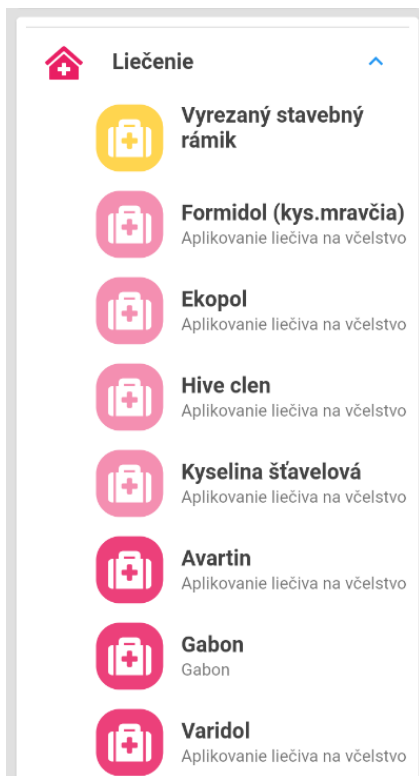 Liečenie
Vyrezaný stavebný
rámik
Formidol (kys.mravčia)
Aplikovanie liečiva na včelstvo
Ekopol
Aplikovanie liečiva na včelstvo
Hive clen
Aplikovanie liečiva na včelstvo
Kyselina šťavelová
Aplikovanie liečiva na včelstvo
Avartin
Aplikovanie liečiva na včelstvo
Gabon
Gabon
Varidol
Aplikovanie liečiva na včelstvo